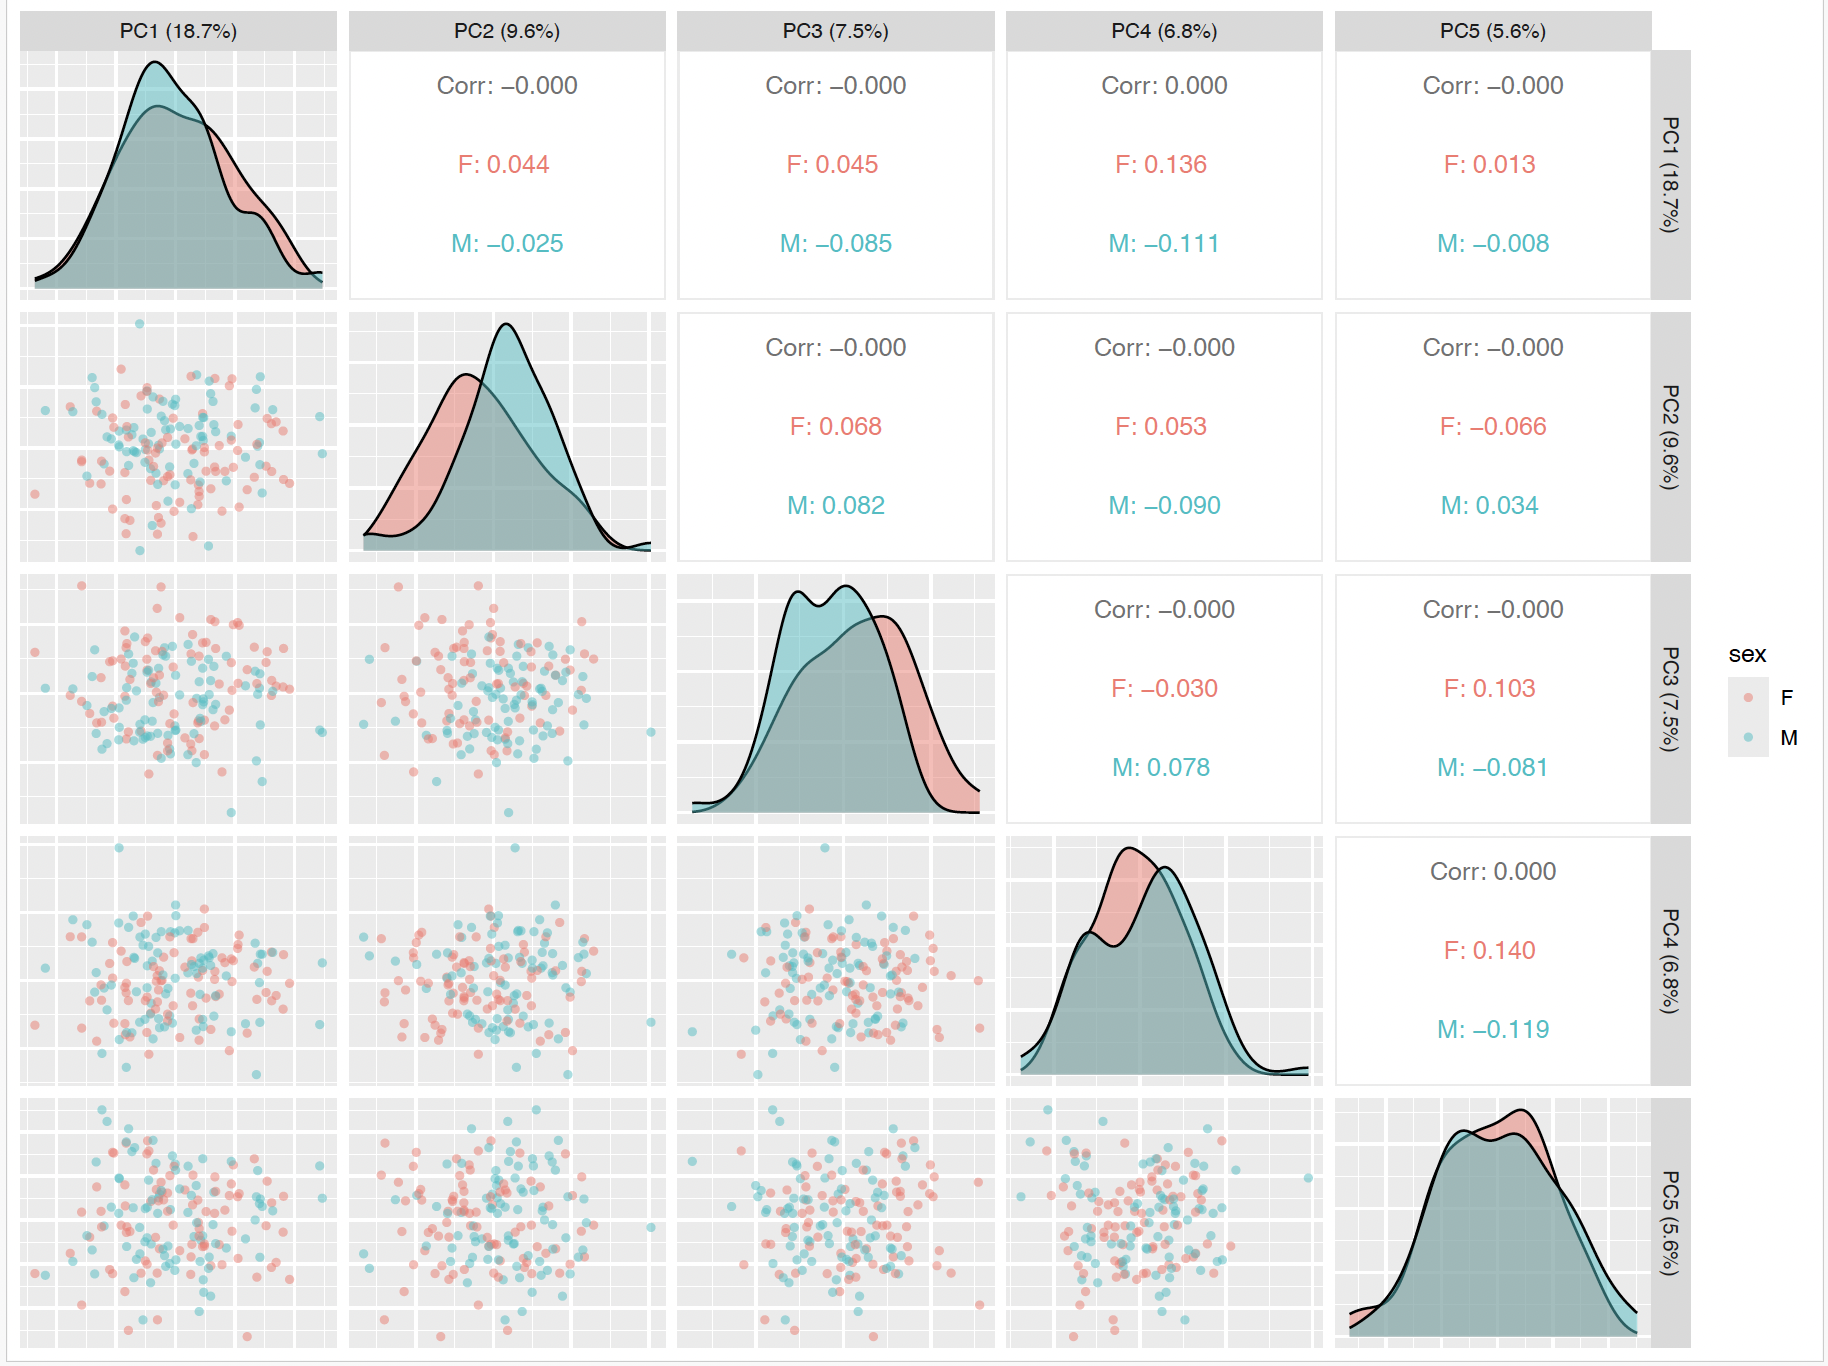 PC1 (18.7%)
PC2 (9.6%)
PC3 (7.5%)
PC4 (6.8%)
PC5 (5.6%)
Corr: −0.000
F: 0.044
M: −0.025
Corr: −0.000
F: 0.045
M: −0.085
Corr: 0.000
F: 0.136
M: −0.111
Corr: −0.000
F: 0.013
M: −0.008
PC1 (18.7%)
Corr: −0.000
F: 0.068
M: 0.082
Corr: −0.000
F: 0.053
M: −0.090
Corr: −0.000
F: −0.066
M: 0.034
PC2 (9.6%)
Corr: −0.000
F: −0.030
M: 0.078
Corr: −0.000
F: 0.103
M: −0.081
PC3 (7.5%)
Corr: 0.000
F: 0.140
M: −0.119
PC4 (6.8%)
PC5 (5.6%)
sex
F
M